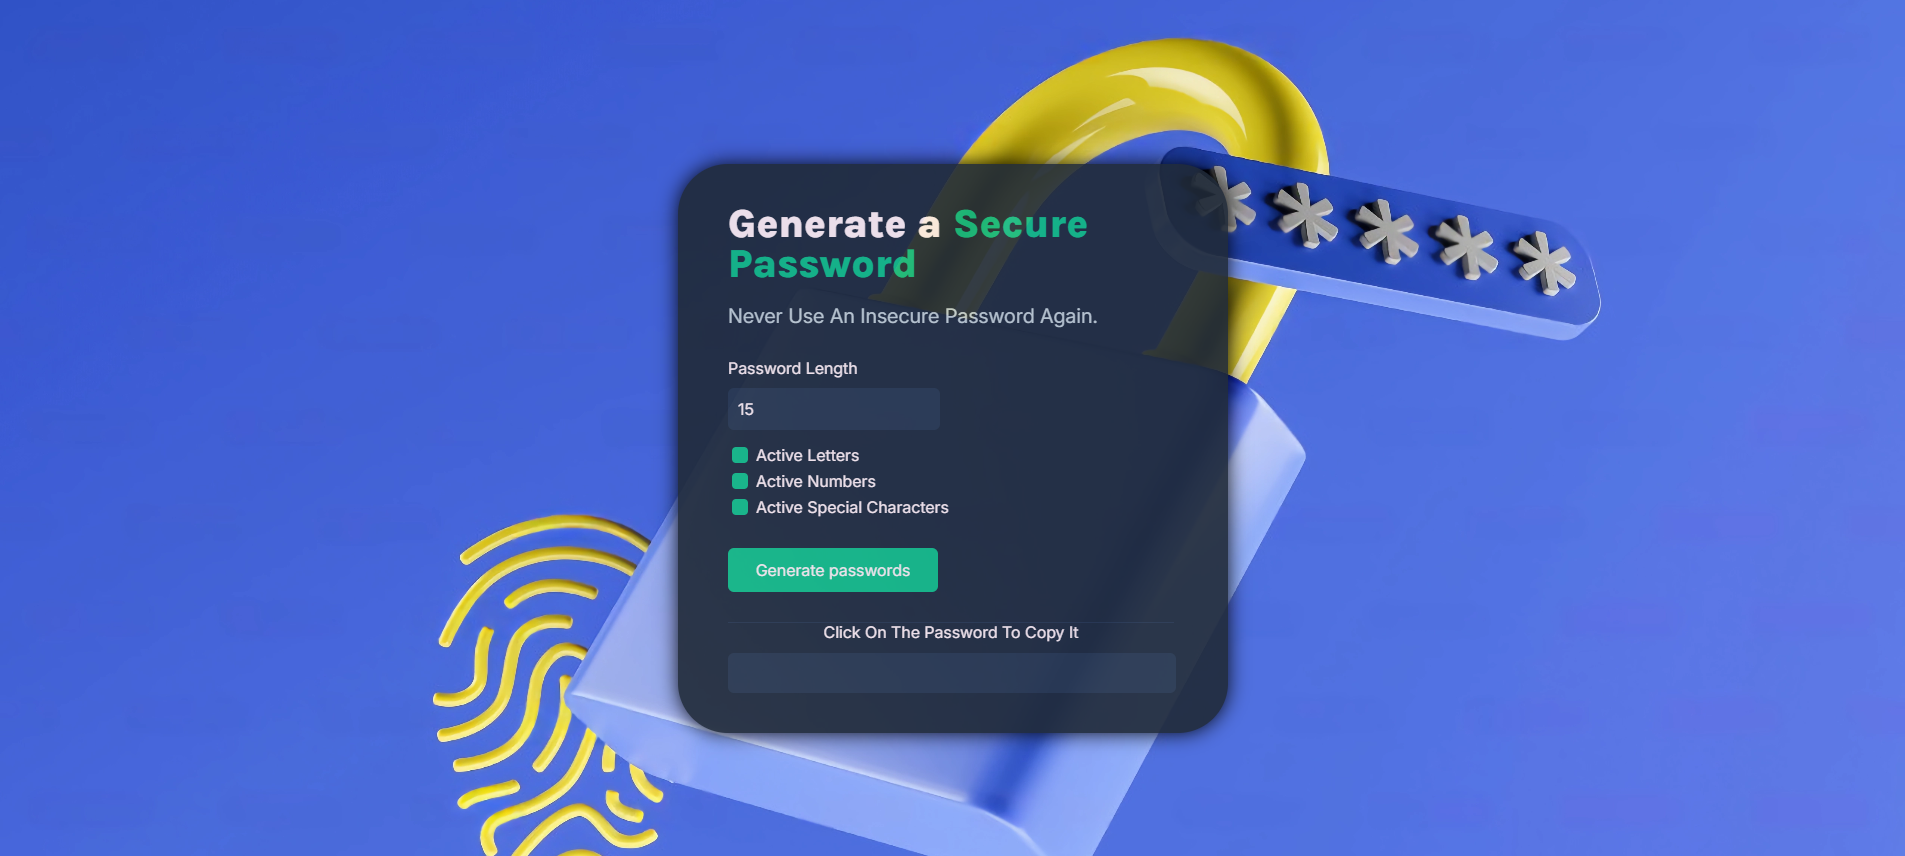 Generate a Secure
Password
Never Use An Insecure Password Again.
Password Length
15
Active Letters
Active Numbers
Active Special Characters
Generate passwords
Click On The Password To Copy It